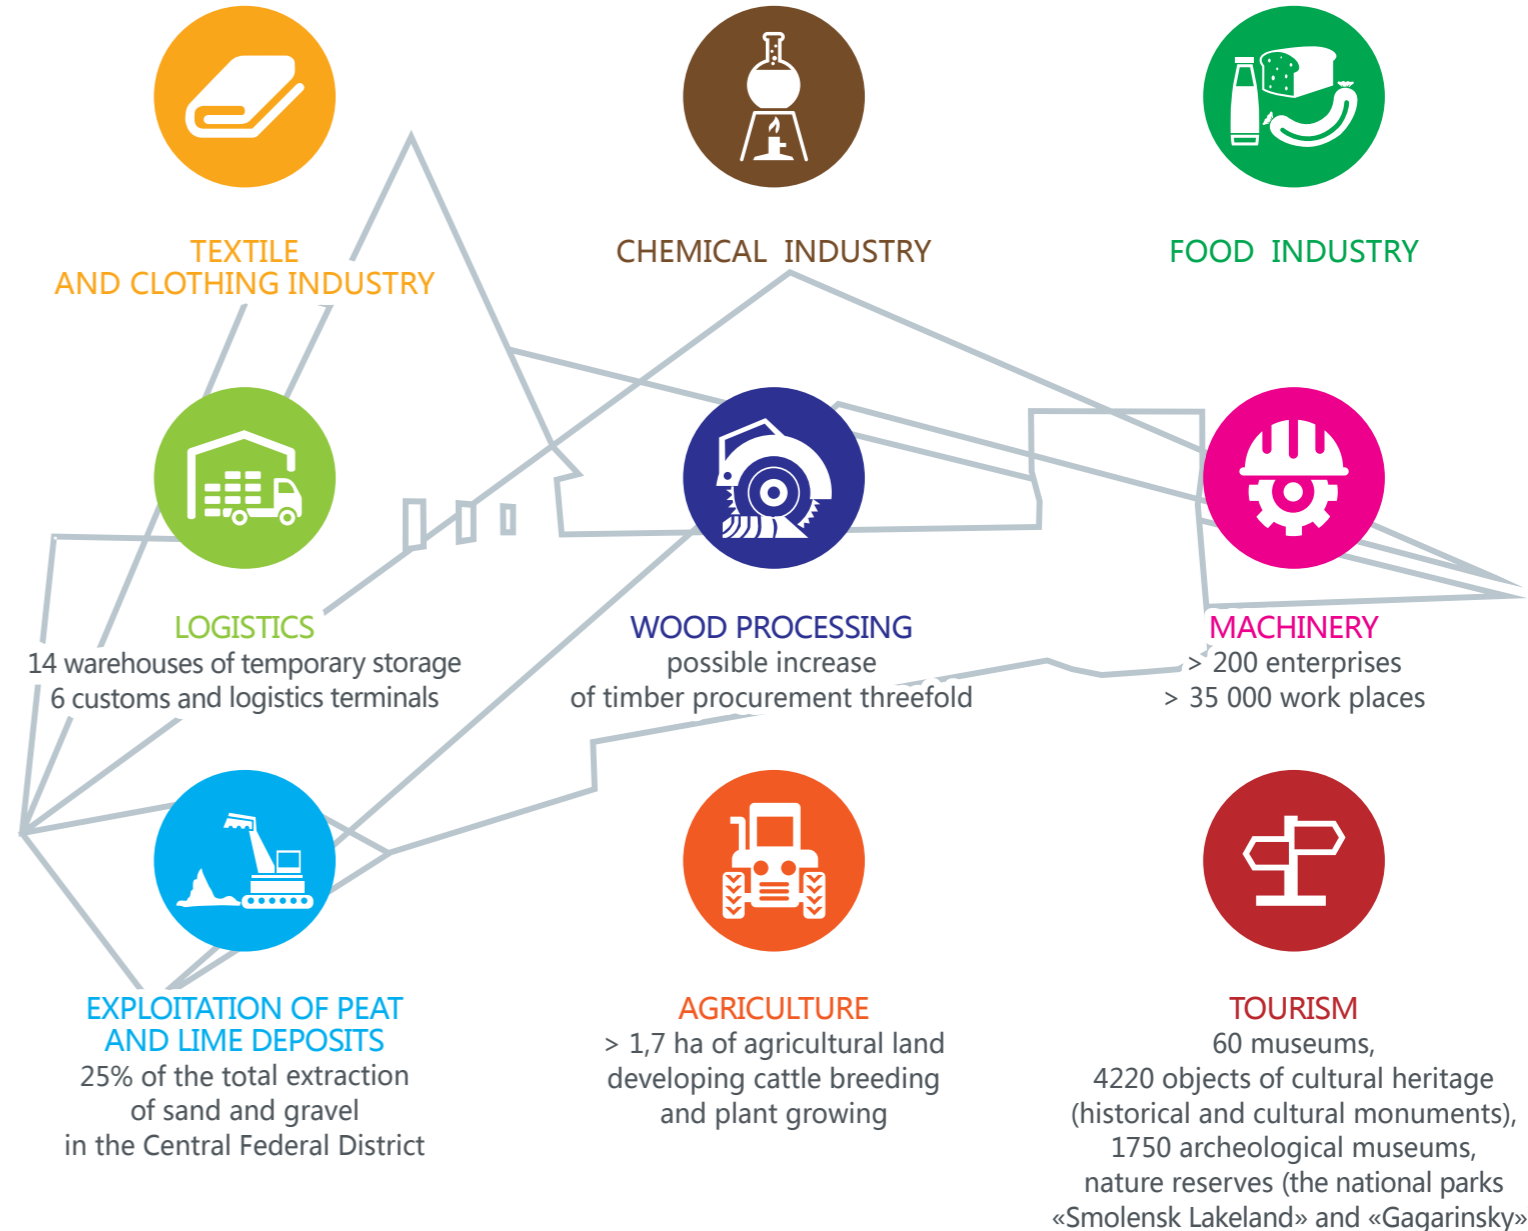 TEXTILE
AND CLOTHING INDUSTRY
CHEMICAL INDUSTRY
FOOD INDUSTRY
LOGISTICS
14 warehouses of temporary storage
6 customs and logistics terminals
WOOD PROCESSING
possible increase
of timber procurement threefold
MACHINERY
> 200 enterprises
> 35 000 work places
EXPLOITATION OF PEAT
AND LIME DEPOSITS
25% of the total extraction
of sand and gravel
in the Central Federal District
AGRICULTURE
> 1,7 ha of agricultural land
developing cattle breeding
and plant growing
TOURISM
60 museums,
4220 objects of cultural heritage
(historical and cultural monuments),
1750 archeological museums,
nature reserves (the national parks
«Smolensk Lakeland» and «Gagarinsky»